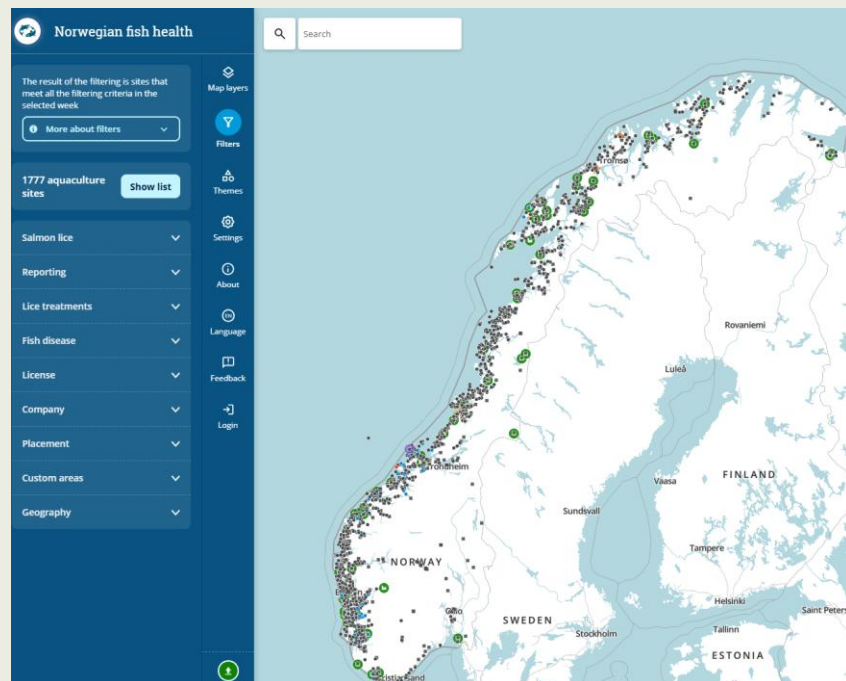 Norwegian fish health
The result of the filtering is sites that
meet all the filtering criteria in the
selected week
More about filters
1777 aquaculture
sites
Show list
Salmon lice
Reporting
Lice treatments
Fish disease
License
Company
Placement
Custom areas
Geography
Map layers
Filters
Themes
Settings
About
EN
Language
Feedback
Login
Search
Tromsø
Rovaniemi
Luleå
Trondheim
Vaasa
FINLAND
Sundsvall
Tampere
NORWAY
Oslo
Helsinki
Saint Peters
SWEDEN
Stockholm
Tallinn
ESTONIA